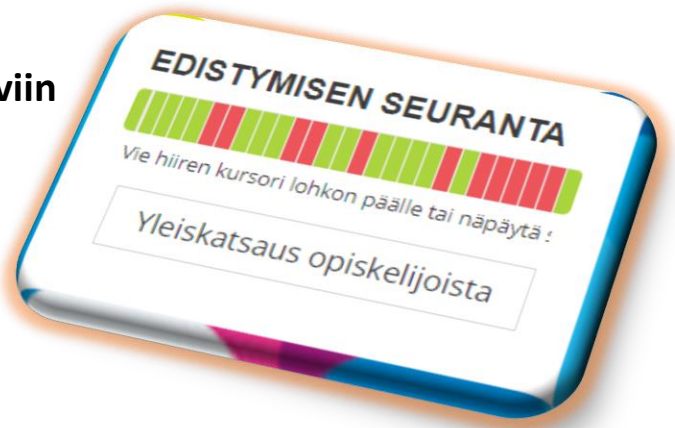 viin
EDISTYMISEN SEURANTA
Vie hiiren kursori lohkon päälle tai näpäytä
Yleiskatsaus opiskelijoista